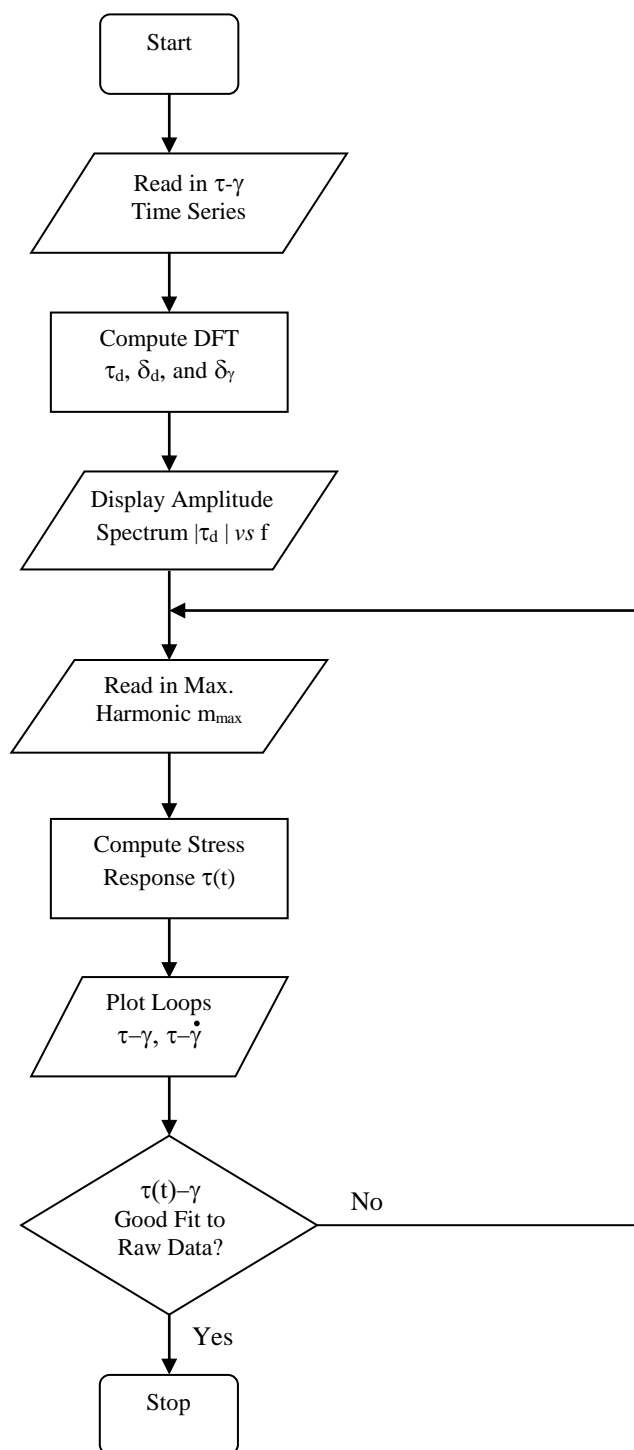 Start
Read in τ-γ
Time Series
Compute DFT
τd, δd, and δγ
Display Amplitude
Spectrum |τd | vs f
Read in Max.
Harmonic mmax
Compute Stress
Response τ(t)
Plot Loops
τ–γ, τ–γ̇
τ(t)–γ
Good Fit to
Raw Data?
No
Yes
Stop